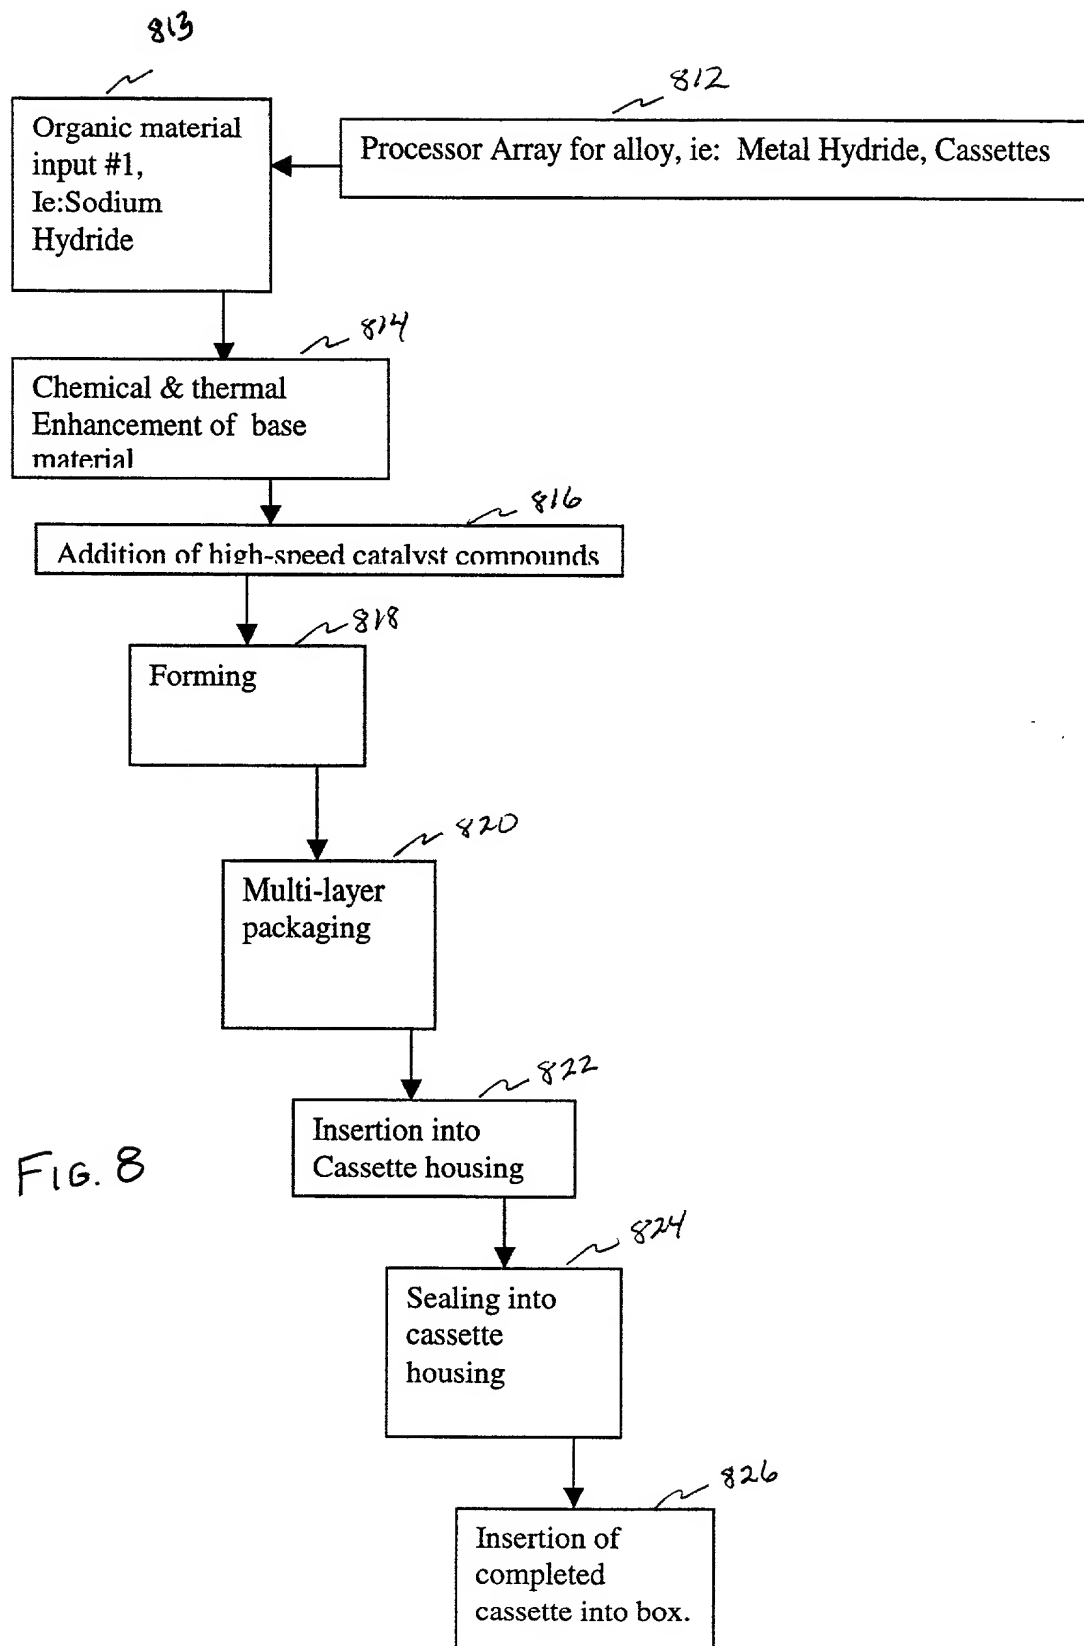 813
812
Organic material
input #1,
Ie:Sodium
Hydride
Processor Array for alloy, ie: Metal Hydride, Cassettes
814
Chemical & thermal
Enhancement of base
material
816
Addition of high-speed catalyst compounds
818
Forming
820
Multi-layer
packaging
822
Insertion into
Cassette housing
FIG. 8
824
Sealing into
cassette
housing
826
Insertion of
completed
cassette into box.